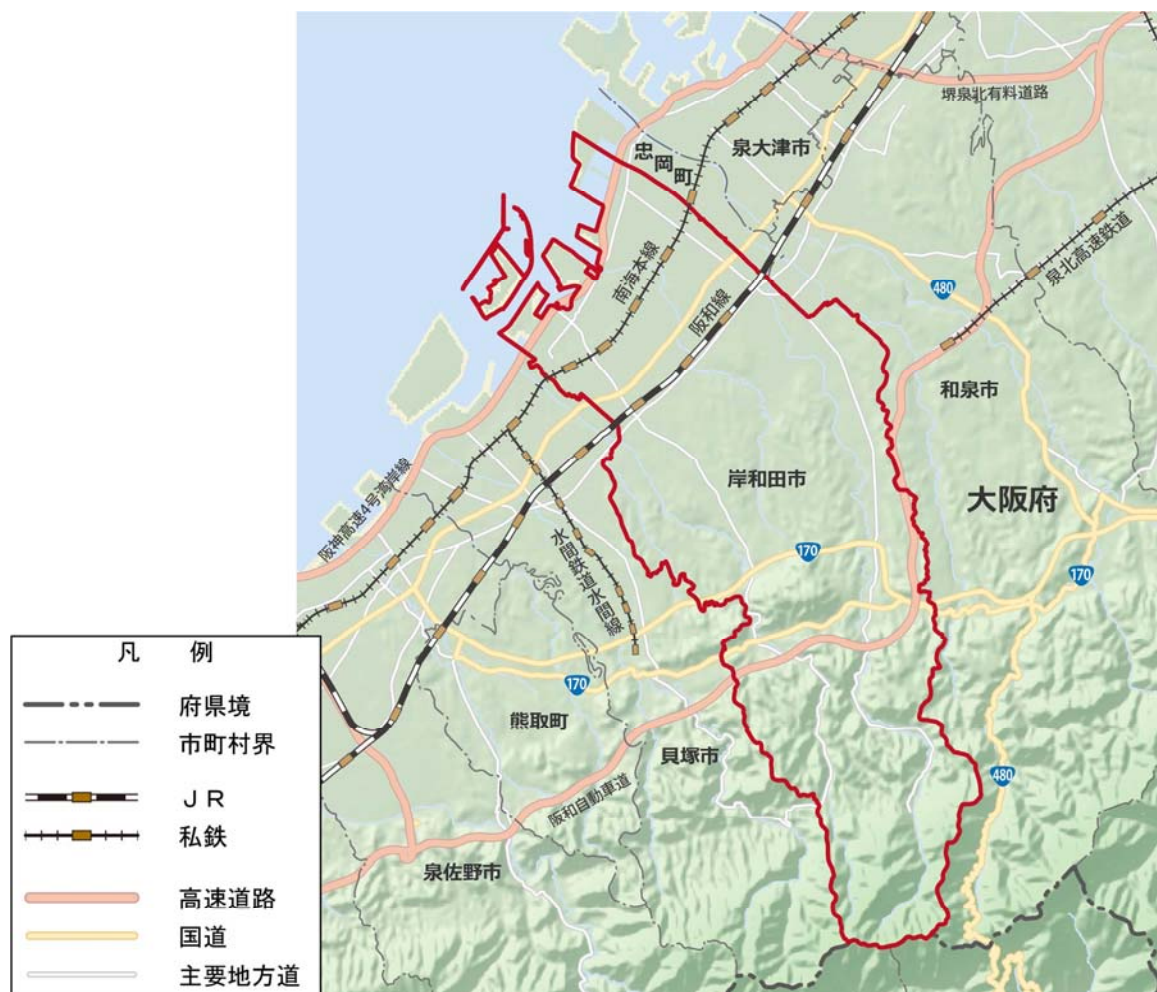 堺泉北有料道路
泉大津市
忠岡町
南海本線
阪和線
480
泉北高速鉄道
和泉市
岸和田市
大阪府
阪神高速4号湾岸線
水間鉄道水間線
170
170
170
熊取町
貝塚市
480
阪和自動車道
泉佐野市
凡 例
府県境
市町村界
JR
私鉄
高速道路
国道
主要地方道